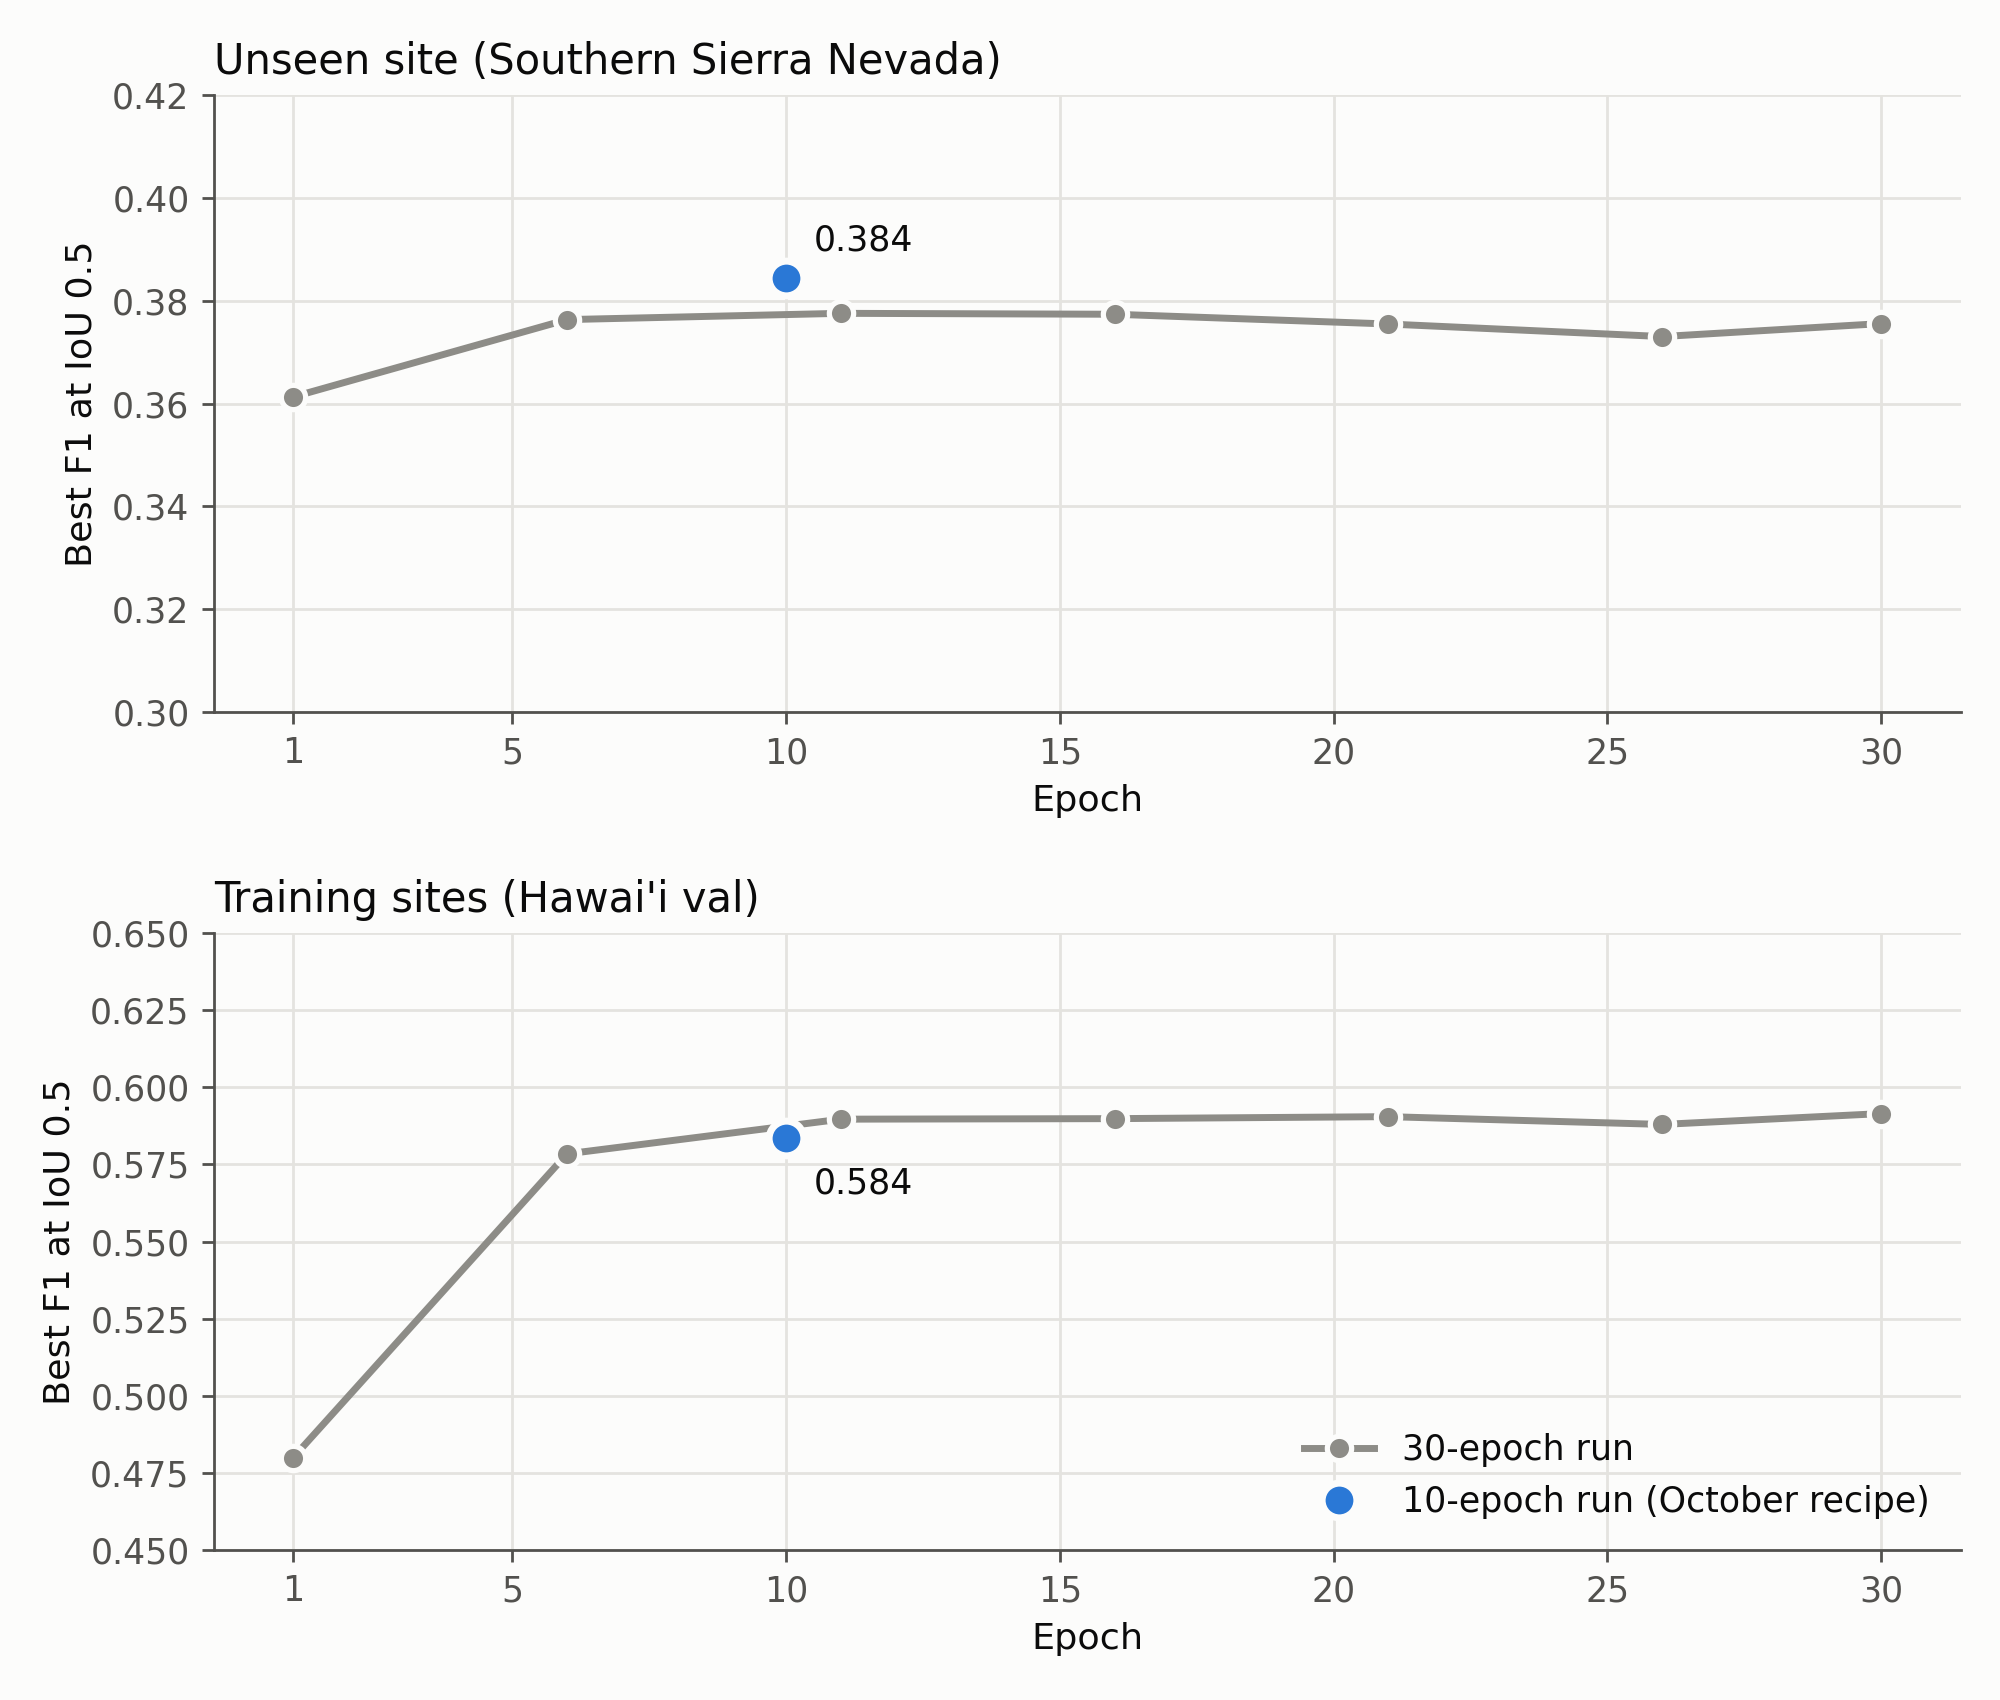 Unseen site (Southern Sierra Nevada)
0.42
0.40
0.38
0.36
0.34
0.32
0.30
Best F1 at IoU 0.5
0.384
1 5 10 15 20 25 30
Epoch
Training sites (Hawai'i val)
0.650
0.625
0.600
0.575
0.550
0.525
0.500
0.475
0.450
Best F1 at IoU 0.5
0.584
30-epoch run
10-epoch run (October recipe)
1 5 10 15 20 25 30
Epoch